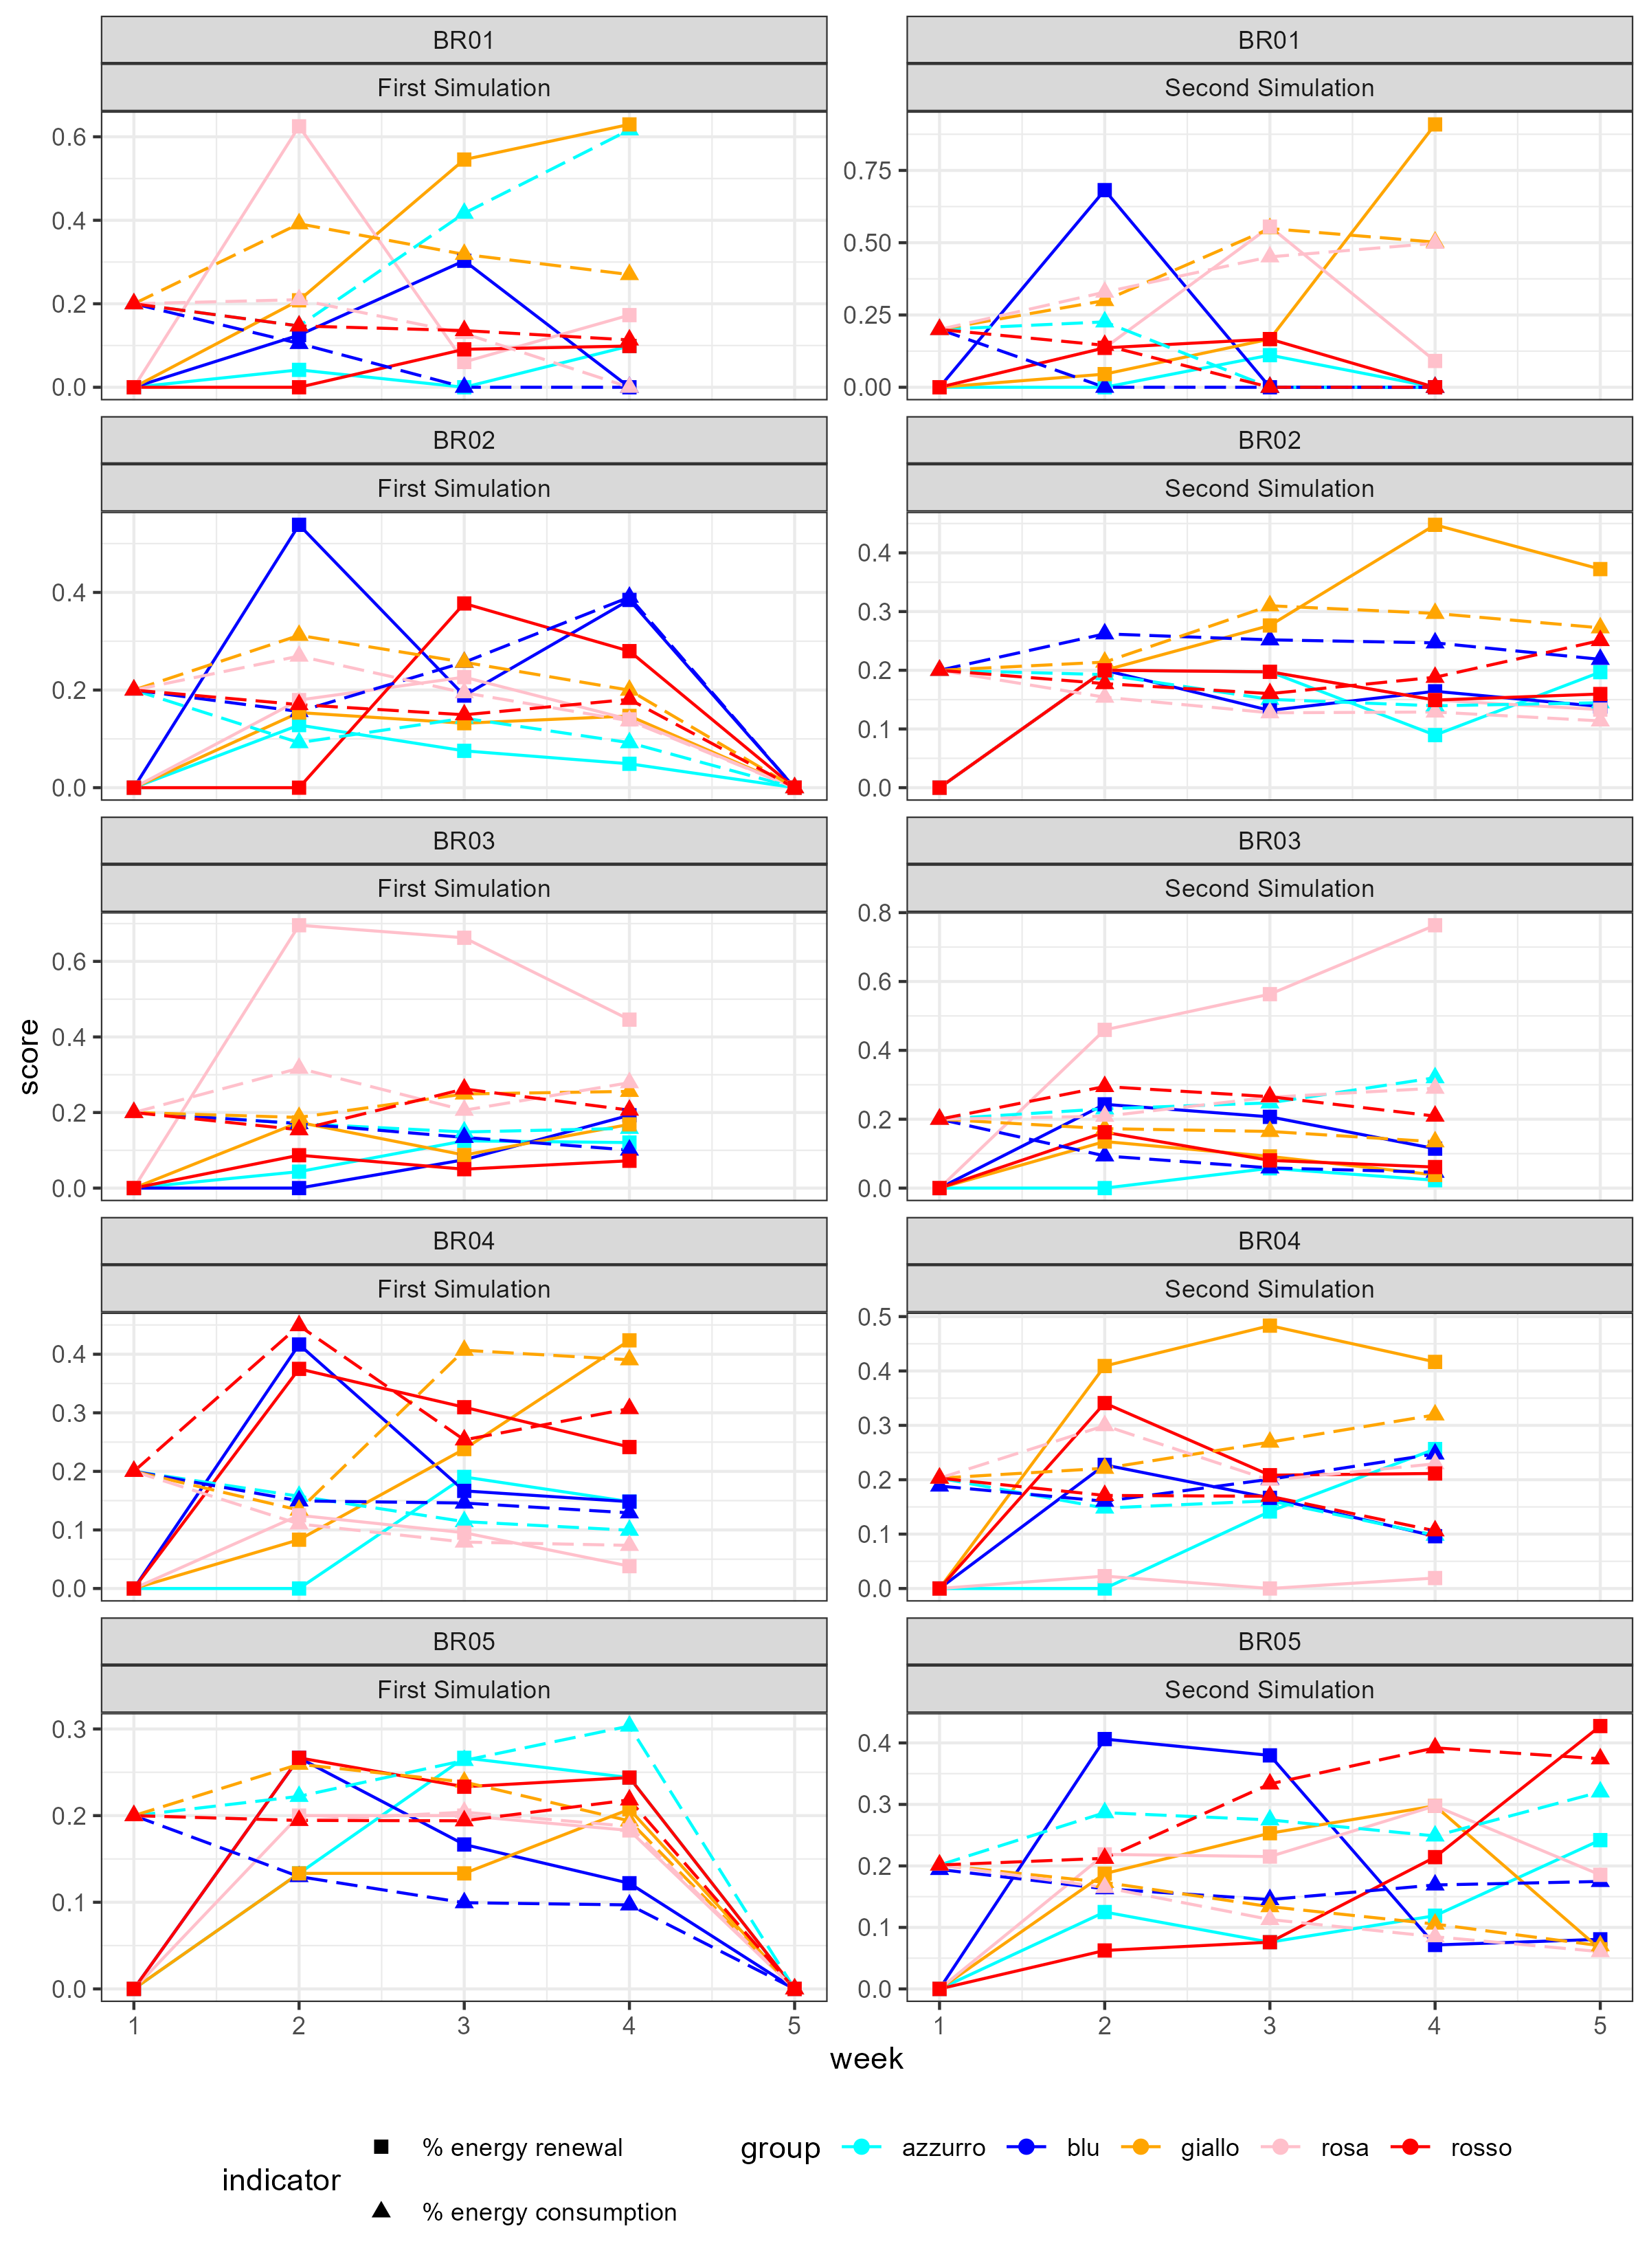 BR01 BR01
First Simulation Second Simulation
0.6
0.4
0.2
0.0
0.75
0.50
0.25
0.00
BR02 BR02
First Simulation Second Simulation
0.4
0.2
0.0
0.4
0.3
0.2
0.1
0.0
BR03 BR03
First Simulation Second Simulation
0.6
0.4
0.2
0.0
0.8
0.6
0.4
0.2
0.0
score
BR04 BR04
First Simulation Second Simulation
0.4
0.3
0.2
0.1
0.0
0.5
0.4
0.3
0.2
0.1
0.0
BR05 BR05
First Simulation Second Simulation
0.3
0.2
0.1
0.0
0.4
0.3
0.2
0.1
0.0
1 2 3 4 5 1 2 3 4 5
week
indicator
% energy renewal
% energy consumption
group azzurro blu giallo rosa rosso